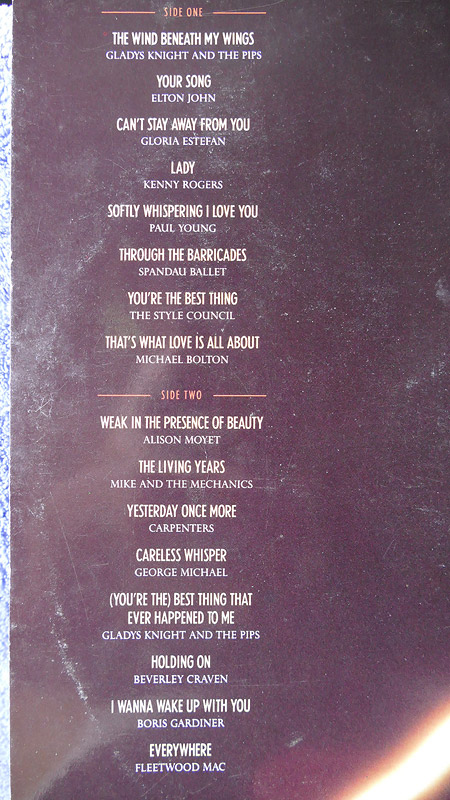 SIDE ONE
THE WIND BENEATH MY WINGS
GLADYS KNIGHT AND THE PIPS
YOUR SONG
ELTON JOHN
CAN'T STAY AWAY FROM YOU
GLORIA ESTEFAN
LADY
KENNY ROGERS
SOFTLY WHISPERING I LOVE YOU
PAUL YOUNG
THROUGH THE BARRICADES
SPANDAU BALLET
YOU'RE THE BEST THING
THE STYLE COUNCIL
THAT'S WHAT LOVE IS ALL ABOUT
MICHAEL BOLTON
SIDE TWO
WEAK IN THE PRESENCE OF BEAUTY
ALISON MOYET
THE LIVING YEARS
MIKE AND THE MECHANICS
YESTERDAY ONCE MORE
CARPENTERS
CARELESS WHISPER
GEORGE MICHAEL
(YOU'RE THE) BEST THING THAT
EVER HAPPENED TO ME
GLADYS KNIGHT AND THE PIPS
HOLDING ON
BEVERLEY CRAVEN
I WANNA WAKE UP WITH YOU
BORIS GARDINER
EVERYWHERE
FLEETWOOD MAC